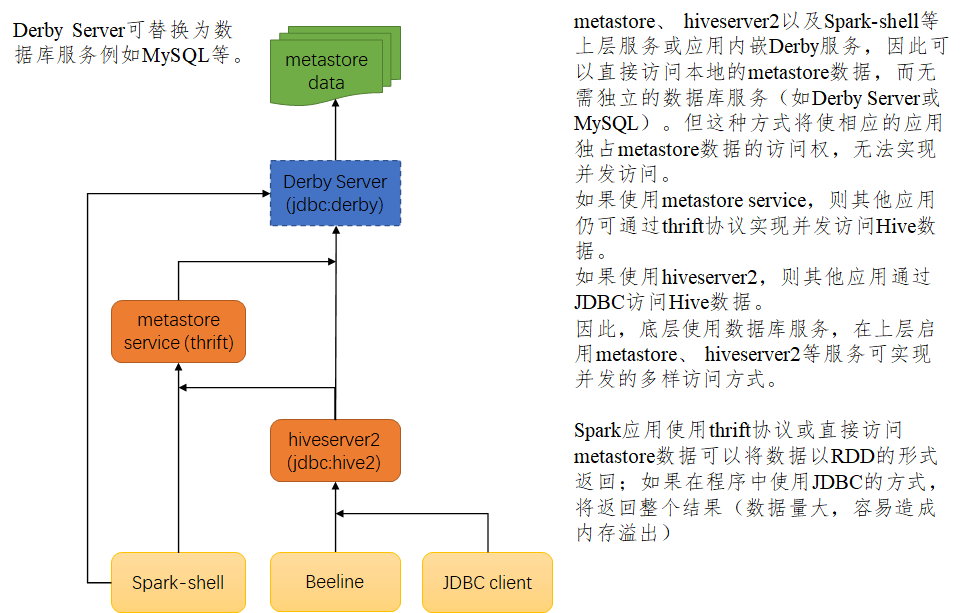 Derby Server可替换为数
据库服务例如MySQL等。
metastore
data
Derby Server
(jdbc:derby)
metastore
service (thrift)
hiveserver2
(jdbc:hive2)
Spark-shell
Beeline
JDBC client
metastore、 hiveserver2以及Spark-shell等
上层服务或应用内嵌Derby服务，因此可
以直接访问本地的metastore数据，而无
需独立的数据库服务（如Derby Server或
MySQL）。但这种方式将使相应的应用
独占metastore数据的访问权，无法实现
并发访问。
如果使用metastore service，则其他应用
仍可通过thrift协议实现并发访问Hive数
据。
如果使用hiveserver2，则其他应用通过
JDBC访问Hive数据。
因此，底层使用数据库服务，在上层启
用metastore、 hiveserver2等服务可实现
并发的多样访问方式。
Spark应用使用thrift协议或直接访问
metastore数据可以将数据以RDD的形式
返回；如果在程序中使用JDBC的方式，
将返回整个结果（数据量大，容易造成
内存溢出）